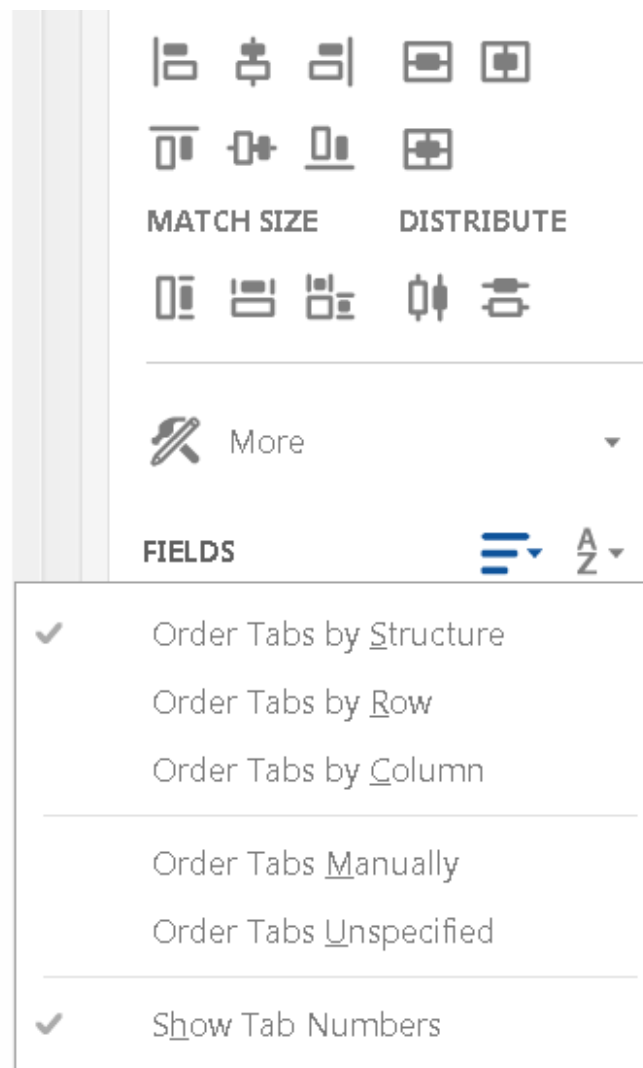 MATCH SIZE DISTRIBUTE
More
FIELDS
A
Z
Order Tabs by Structure
Order Tabs by Row
Order Tabs by Column
Order Tabs Manually
Order Tabs Unspecified
Show Tab Numbers